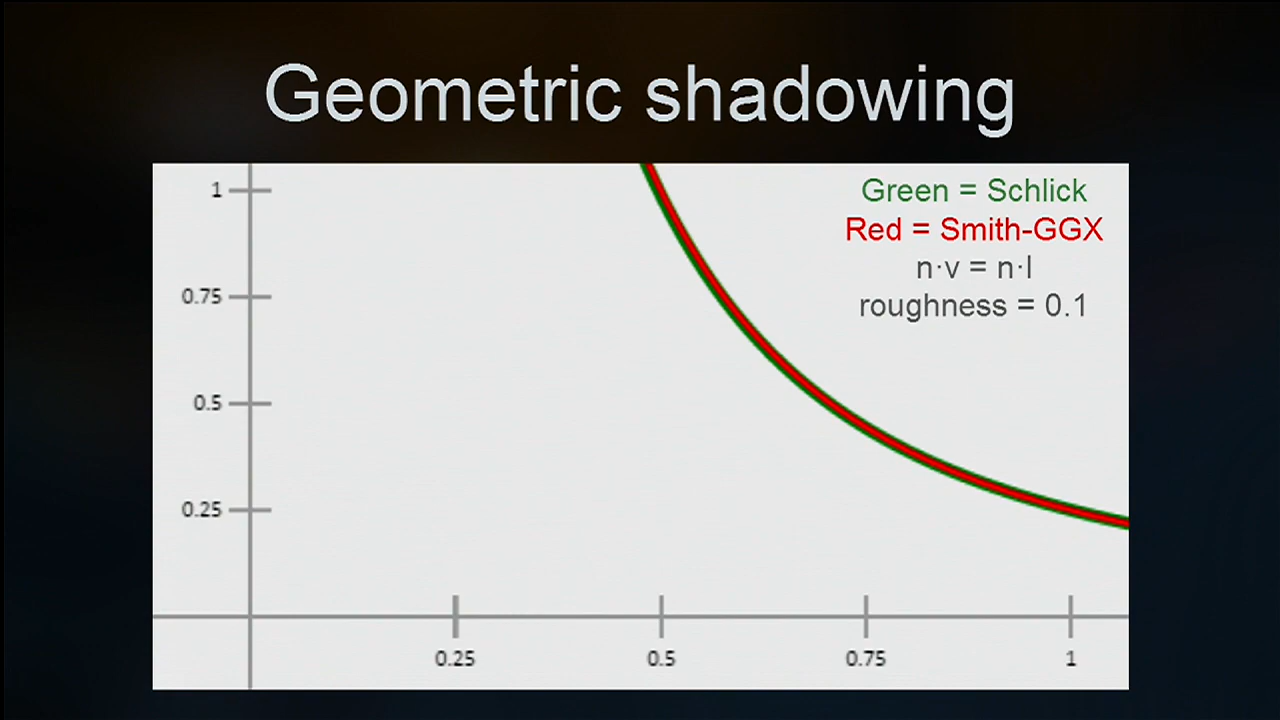 Geometric shadowing
Green = Schlick
Red = Smith-GGX
n·v = n·l
roughness = 0.1
1
0.75
0.5
0.25
0.25 0.5 0.75 1